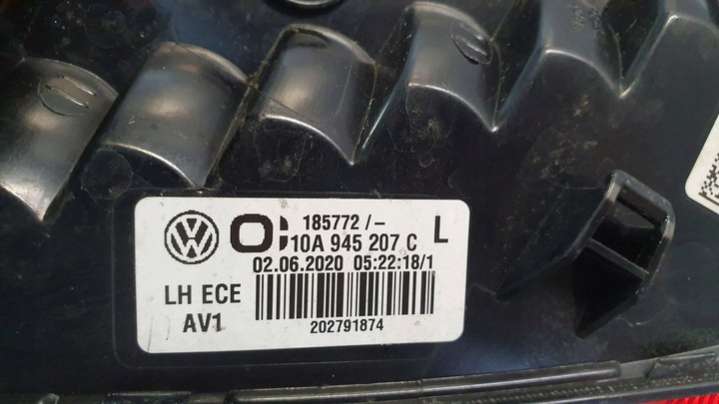 185772 /-
10A 945 207 C L
02.06.2020 05:22:18/1
LH ECE
AV1
202791874